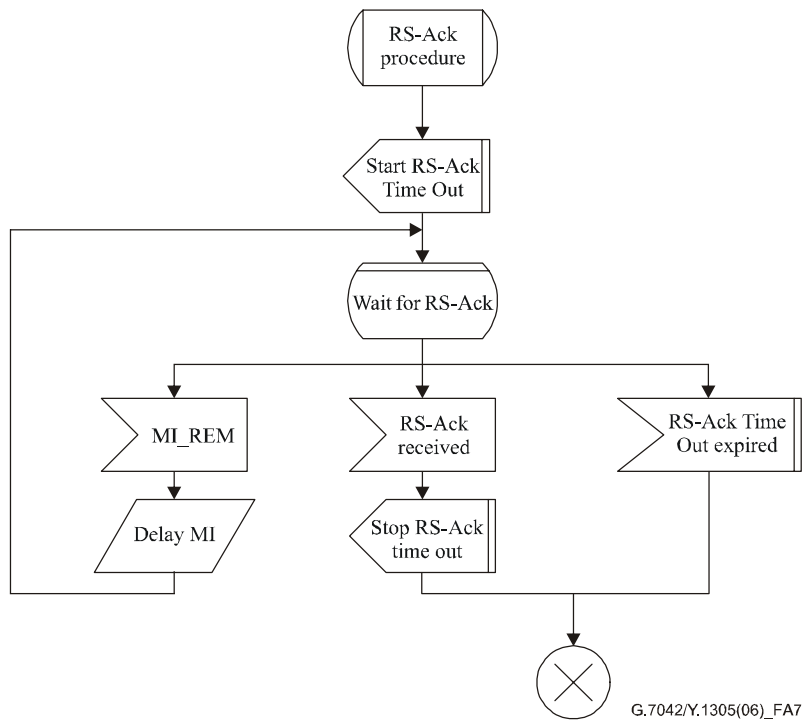 RS-Ack
procedure
Start RS-Ack
Time Out
Wait for RS-Ack
MI_REM
RS-Ack
received
RS-Ack Time
Out expired
Delay MI
Stop RS-Ack
time out
G.7042/Y.1305(06)_FA7